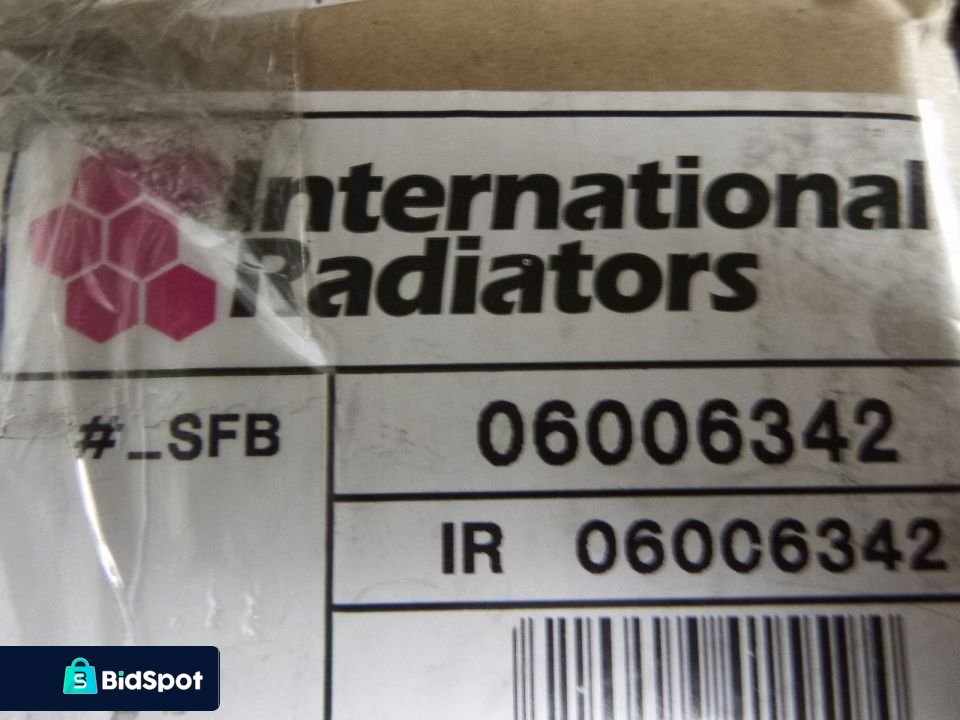 International
Radiators
#_SFB
06006342
IR 06006342
BidSpot